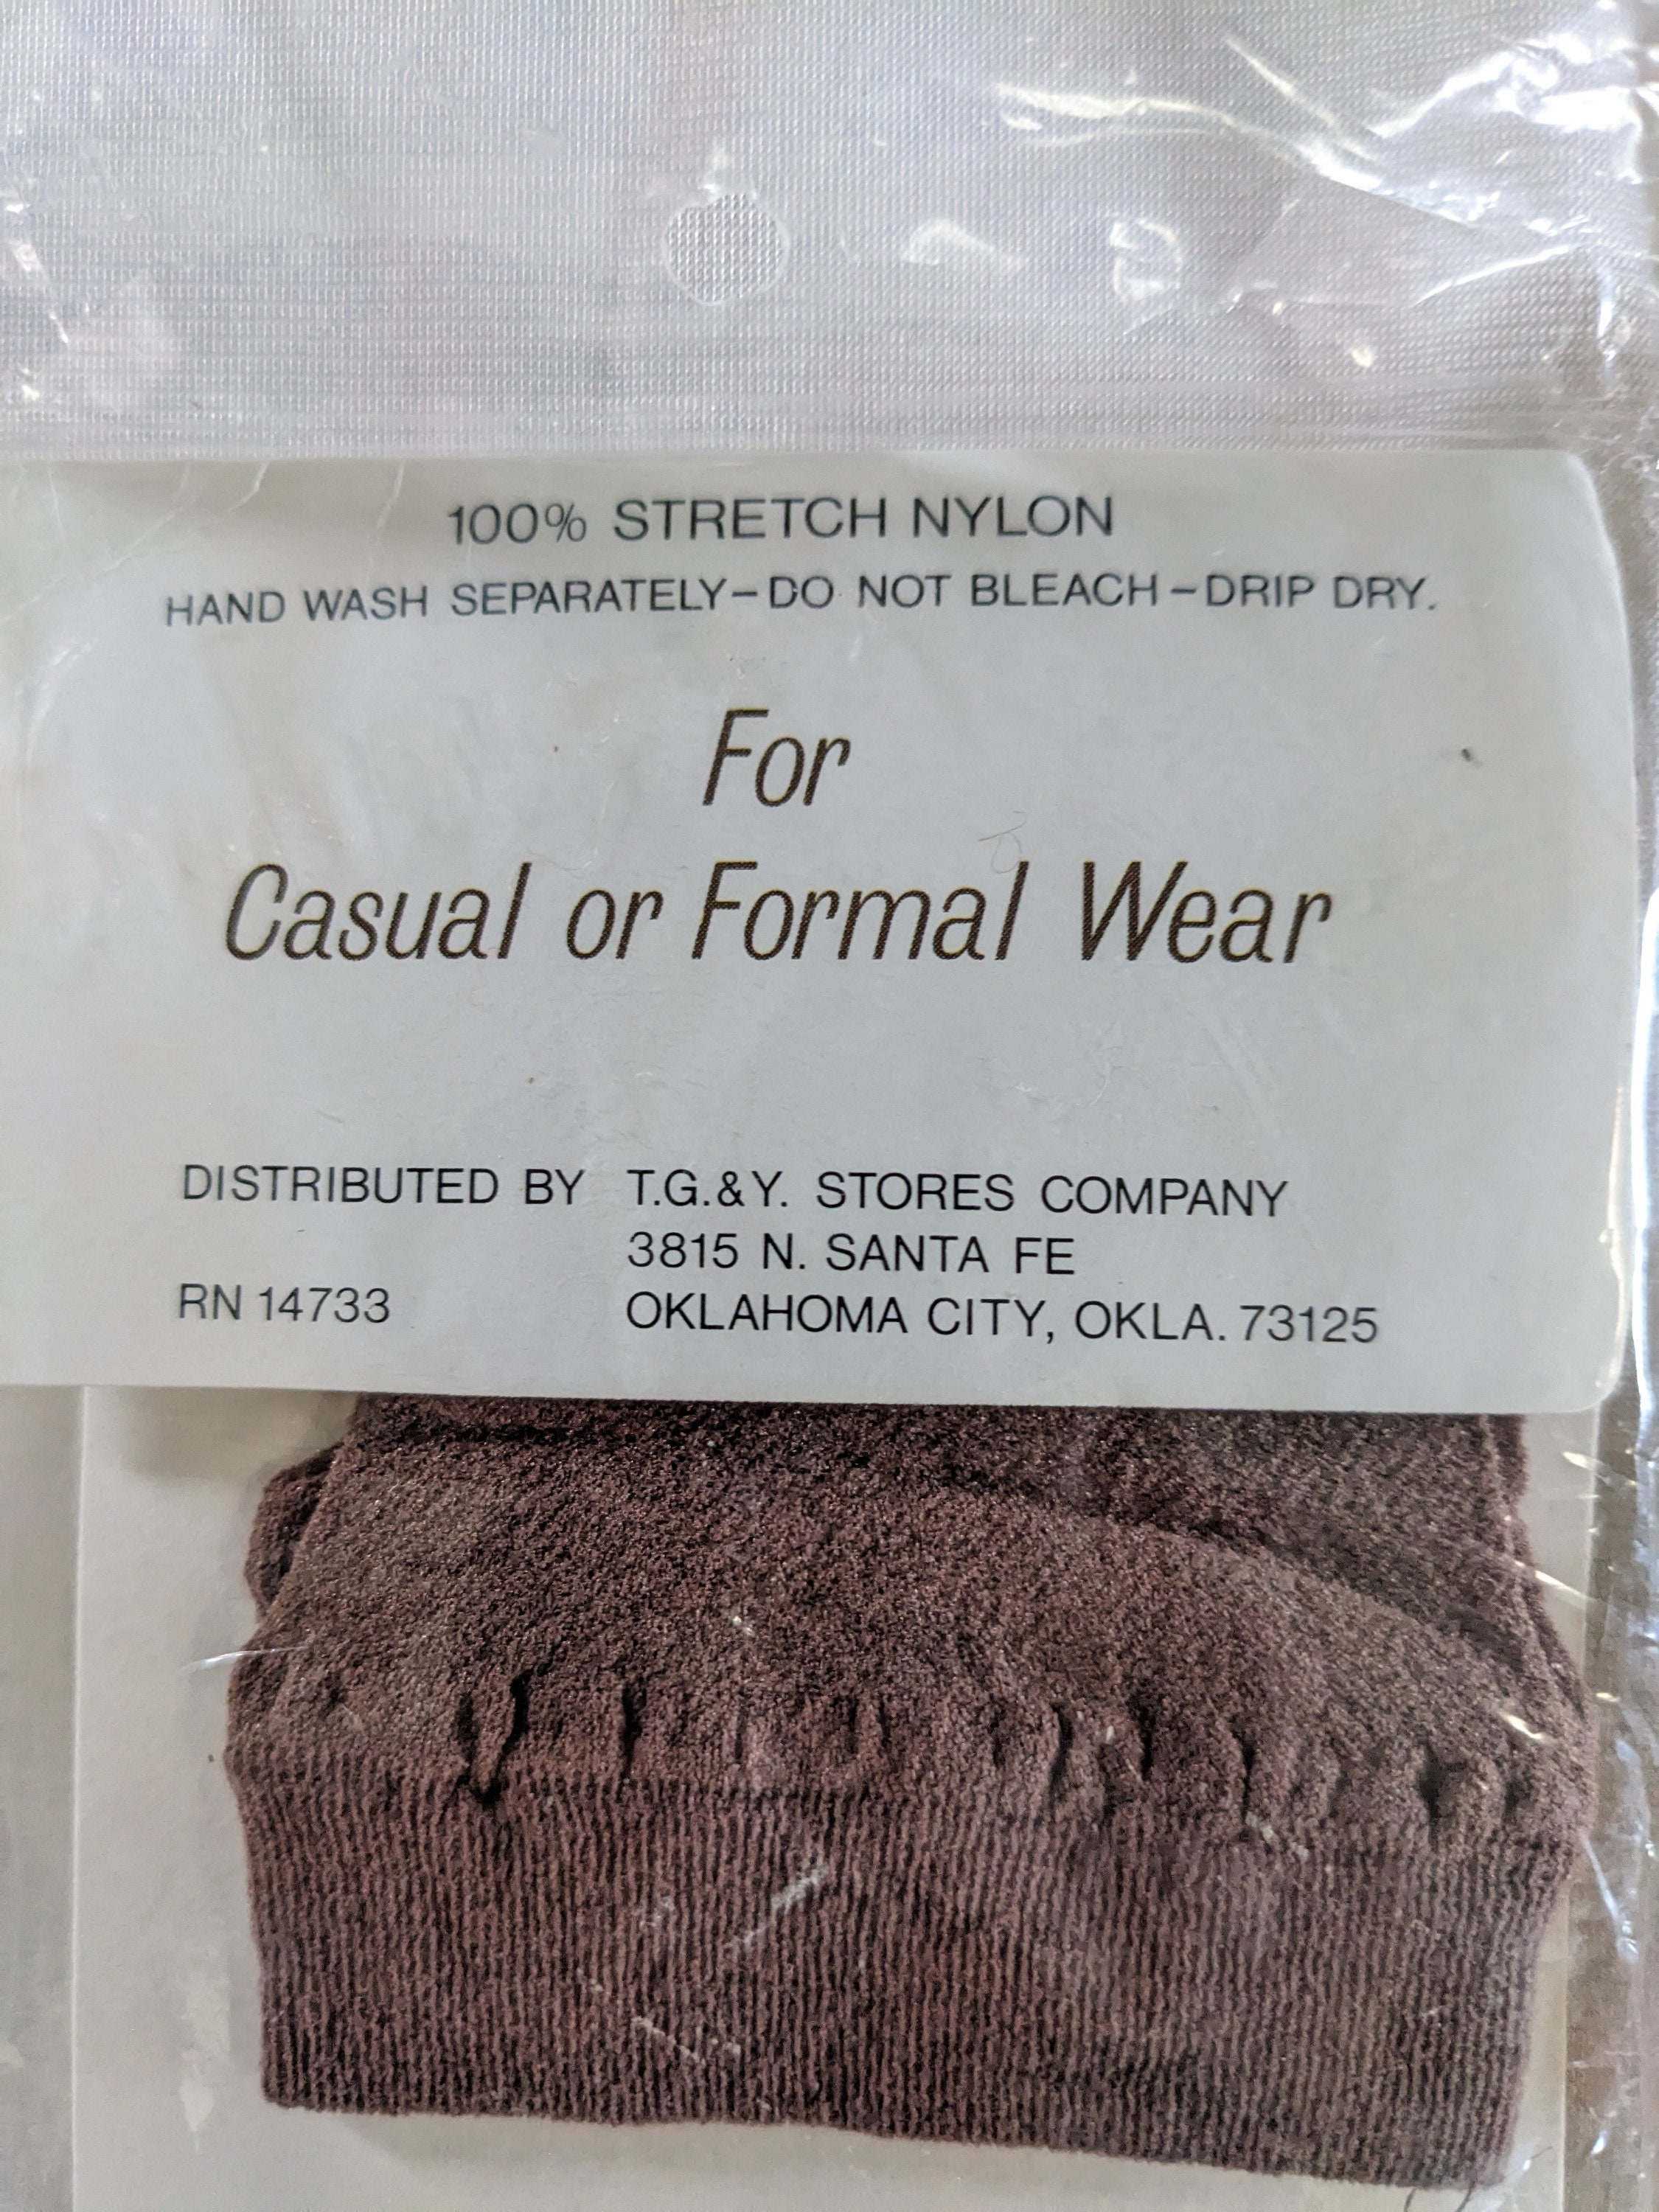 100% STRETCH NYLON
HAND WASH SEPARATELY–DO NOT BLEACH–DRIP DRY.
For
Casual or Formal Wear
DISTRIBUTED BY T.G.&Y. STORES COMPANY
3815 N. SANTA FE
RN 14733 OKLAHOMA CITY, OKLA. 73125